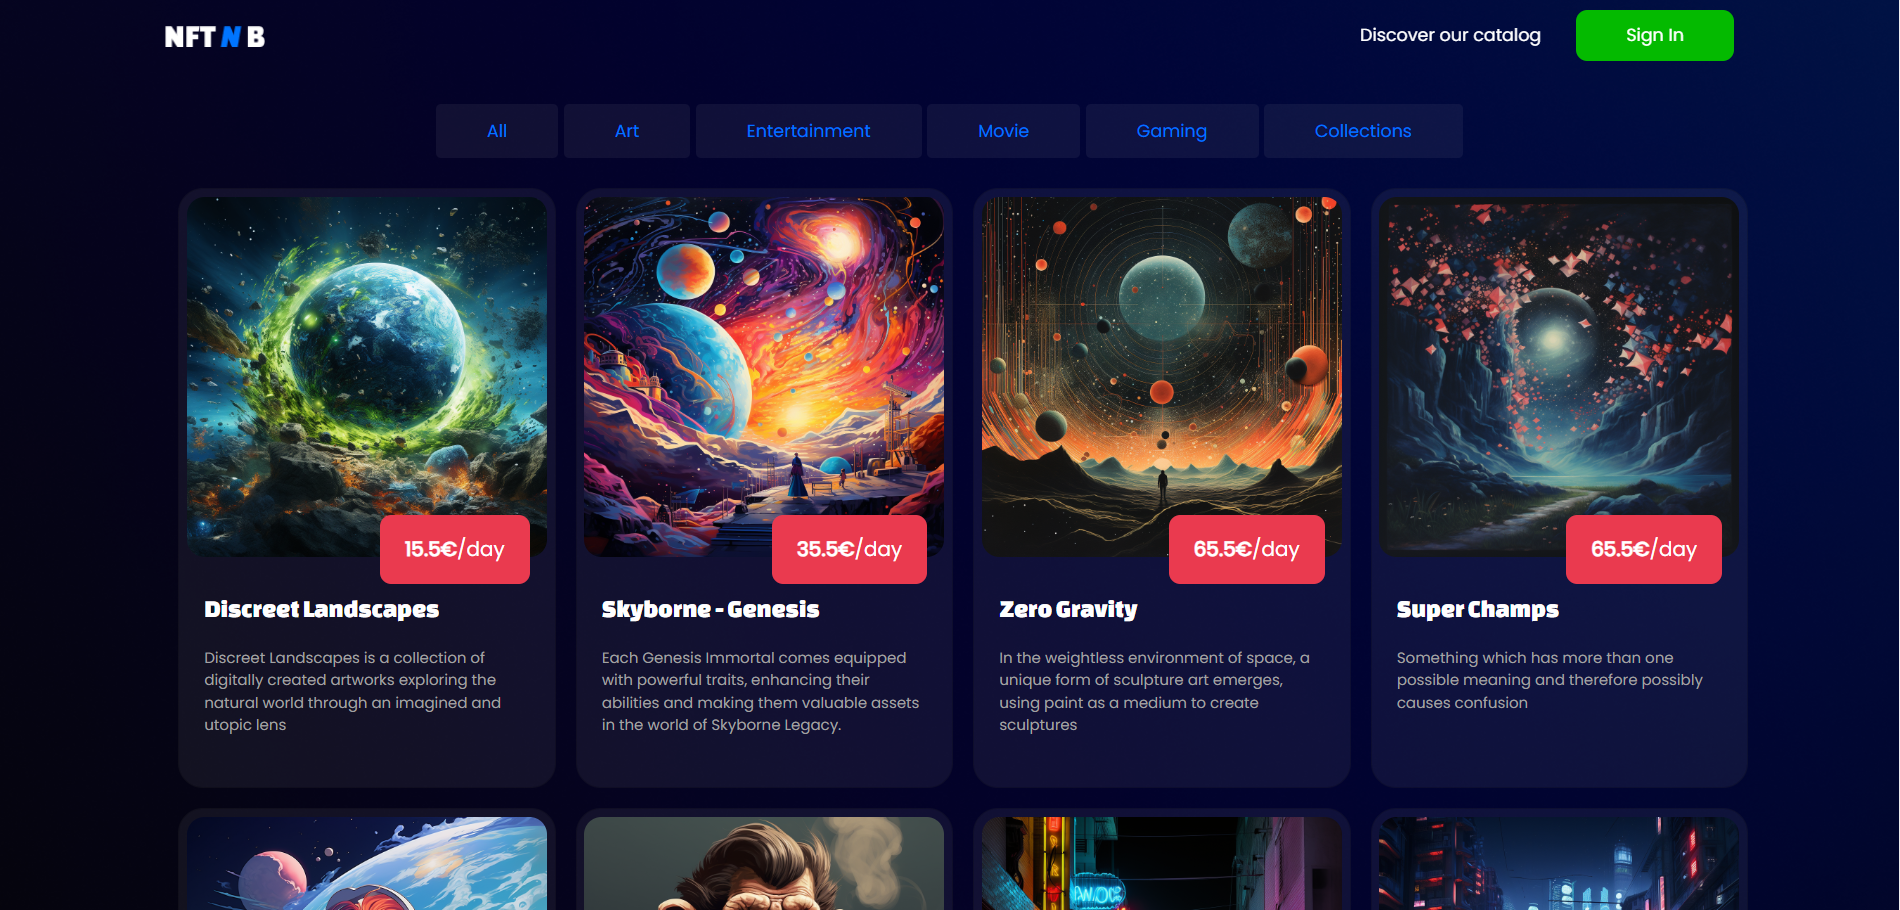 NFT N B
Discover our catalog
Sign In
All
Art
Entertainment
Movie
Gaming
Collections
15.5€/day
Discreet Landscapes
Discreet Landscapes is a collection of
digitally created artworks exploring the
natural world through an imagined and
utopic lens
35.5€/day
Skyborne - Genesis
Each Genesis Immortal comes equipped
with powerful traits, enhancing their
abilities and making them valuable assets
in the world of Skyborne Legacy.
65.5€/day
Zero Gravity
In the weightless environment of space, a
unique form of sculpture art emerges,
using paint as a medium to create
sculptures
65.5€/day
Super Champs
Something which has more than one
possible meaning and therefore possibly
causes confusion